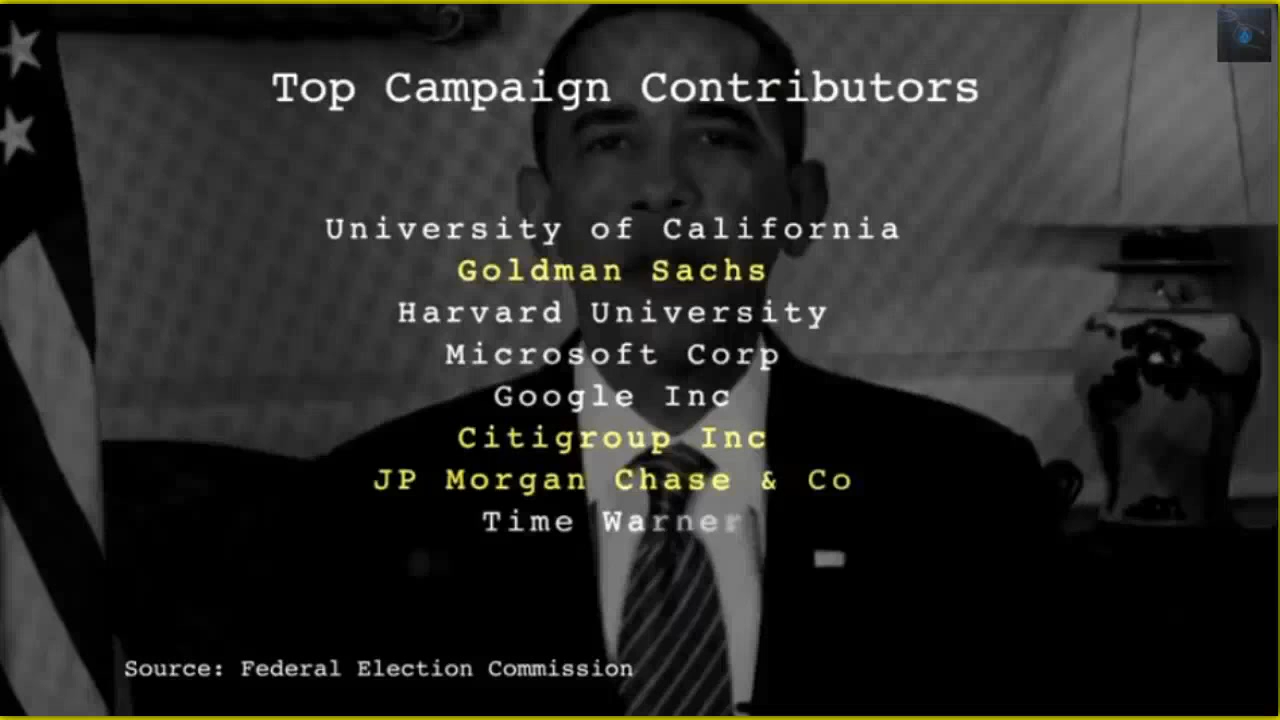 Top Campaign Contributors
University of California
Goldman Sachs
Harvard University
Microsoft Corp
Google Inc
Citigroup Inc
JP Morgan Chase & Co
Time Warner
Source: Federal Election Commission